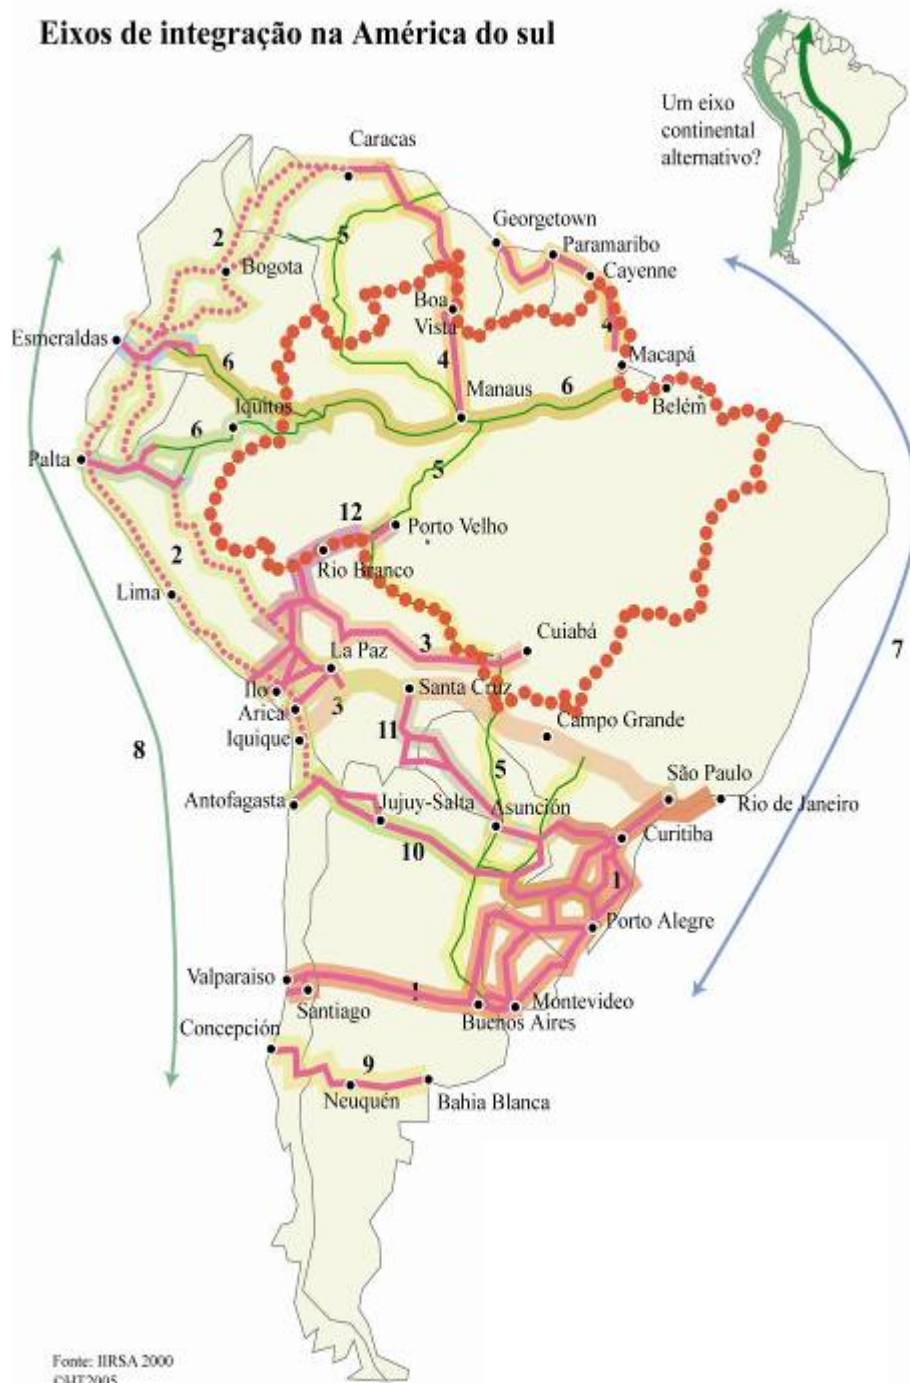 Eixos de integração na América do sul
Um eixo
continental
alternativo?
Caracas
Georgetown
Paramaribo
Cayenne
2
5
Bogota
Boa
Vista
4
4
Esmeraldas
Macapá
6
6
Manaus
Belém
Iquitos
6
Palta
5
12
Porto Velho
Rio Branco
2
Lima
Cuiabá
3
La Paz
7
Ilo
3
Santa Cruz
Arica
Iquique
11
Campo Grande
8
5
São Paulo
Antofagasta
Jujuy-Salta
Asunción
Rio de Janeiro
Curitiba
10
1
Porto Alegre
Valparaiso
1
Santiago
Buenos Aires
Montevideo
Concepción
9
Neuquén
Bahia Blanca
Fonte: IIRSA 2000
©HT2005